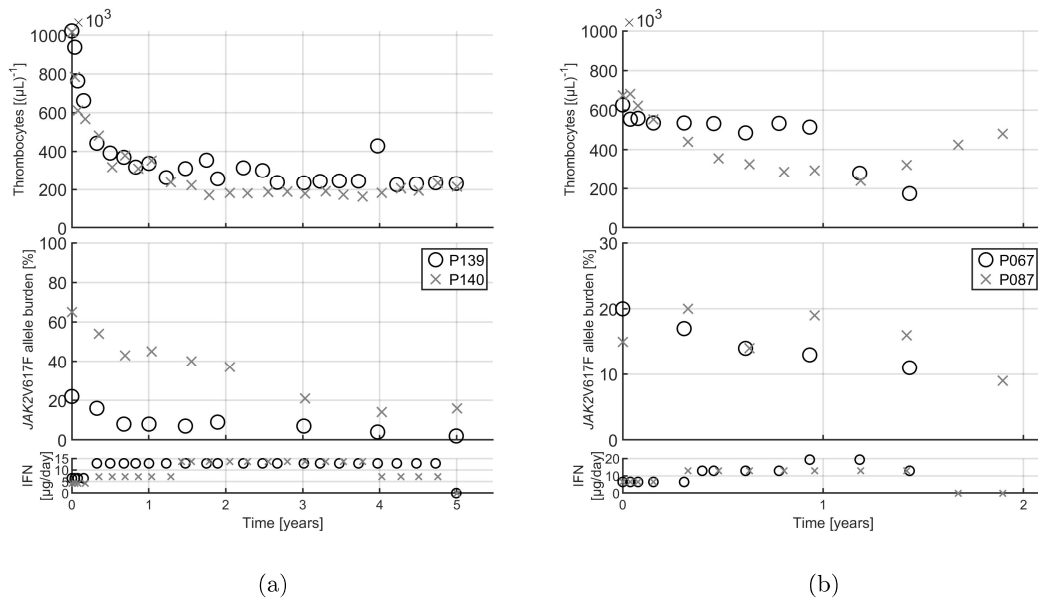 ×10³
1000
800
600
400
200
0
Thrombocytes [(μL)⁻¹]
100
80
60
40
20
0
JAK2V617F allele burden [%]
P139
P140
15
10
5
0
IFN
[μg/day]
0 1 2 3 4 5
Time [years]
(a)
×10³
1000
800
600
400
200
0
Thrombocytes [(μL)⁻¹]
30
20
10
0
JAK2V617F allele burden [%]
P067
P087
20
10
0
IFN
[μg/day]
0 1 2
Time [years]
(b)